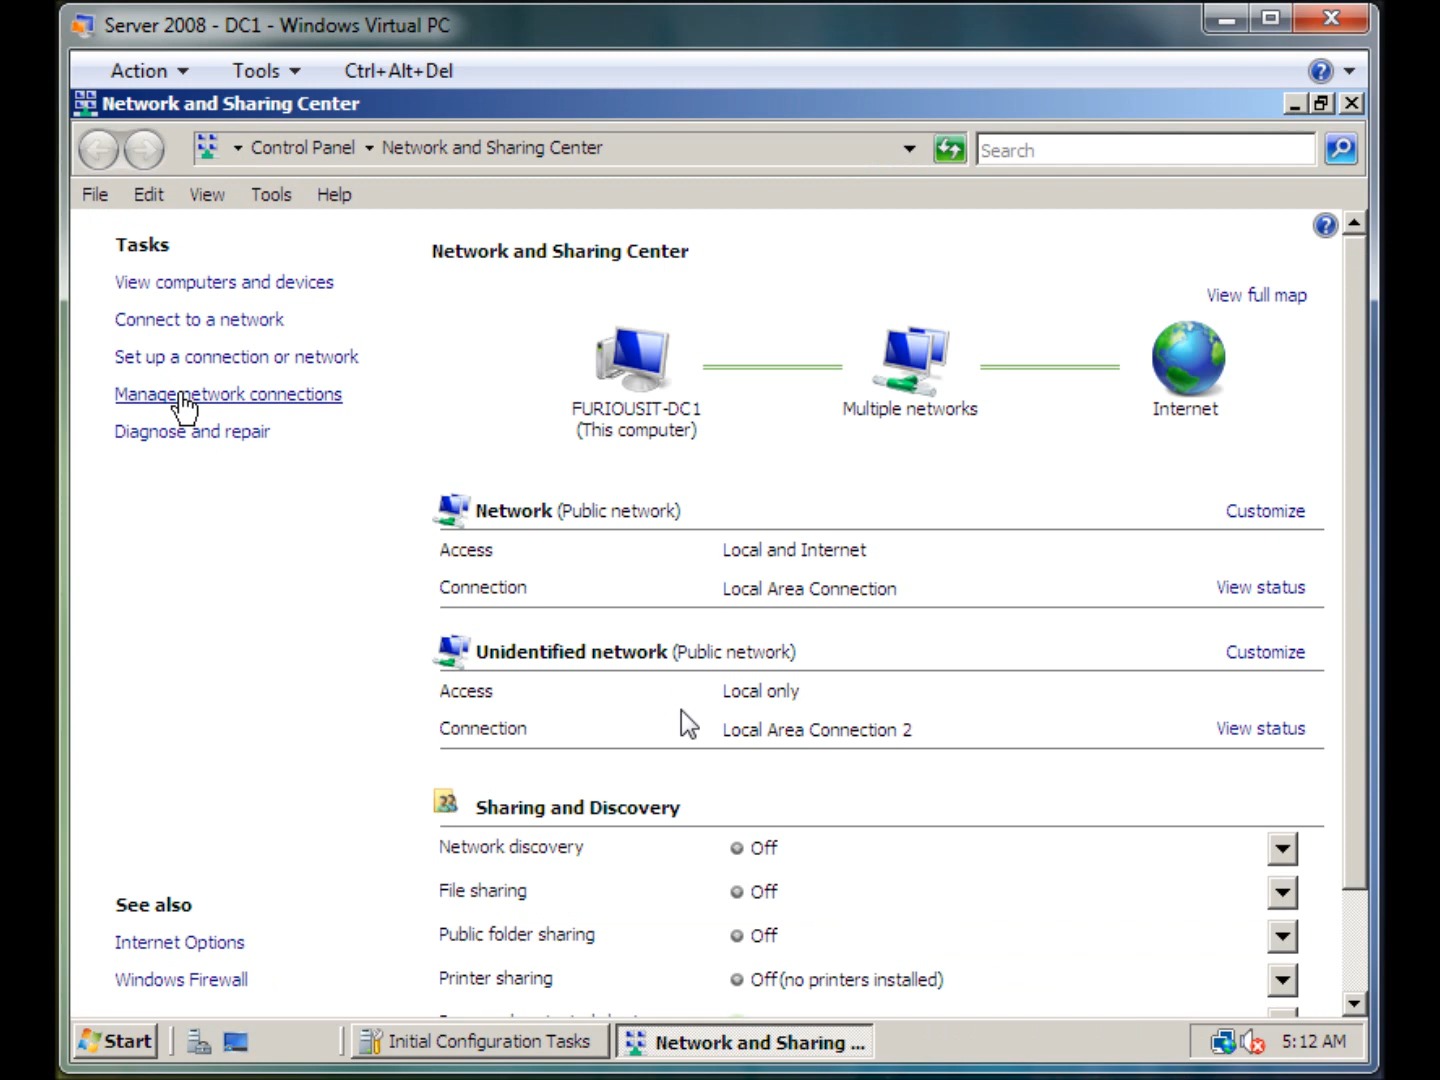 Server 2008 - DC1 - Windows Virtual PC
Action Tools Ctrl+Alt+Del
Network and Sharing Center
Control Panel Network and Sharing Center Search
File Edit View Tools Help
Tasks
View computers and devices
Connect to a network
Set up a connection or network
Manage network connections
Diagnose and repair
See also
Internet Options
Windows Firewall
Network and Sharing Center
View full map
FURIOUSIT-DC1
(This computer)
Multiple networks
Internet
Network (Public network) Customize
Access Local and Internet
Connection Local Area Connection View status
Unidentified network (Public network) Customize
Access Local only
Connection Local Area Connection 2 View status
Sharing and Discovery
Network discovery Off
File sharing Off
Public folder sharing Off
Printer sharing Off (no printers installed)
Start Initial Configuration Tasks Network and Sharing ... 5:12 AM